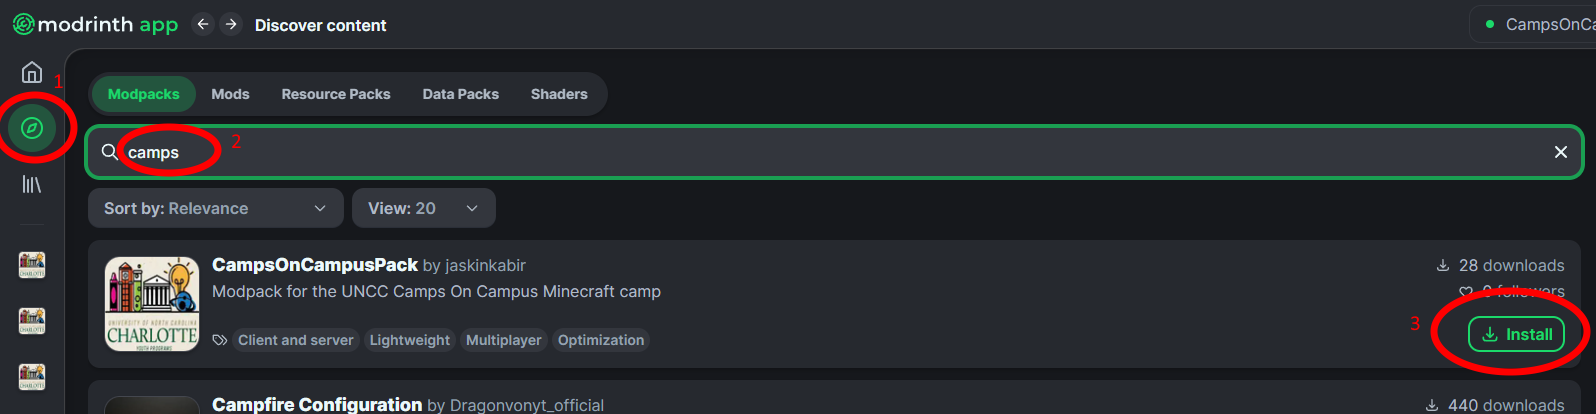 modrinth app
Discover content
CampsOnCa
1
Modpacks Mods Resource Packs Data Packs Shaders
camps
2
Sort by: Relevance
View: 20
CampsOnCampusPack by jaskinkabir
28 downloads
Modpack for the UNCC Camps On Campus Minecraft camp
0 followers
UNIVERSITY OF NORTH CAROLINA
CHARLOTTE
YOUTH PROGRAMS
Client and server Lightweight Multiplayer Optimization
3
Install
CHARLOTTE
CHARLOTTE
CHARLOTTE
Campfire Configuration by Dragonvonyt_official
440 downloads